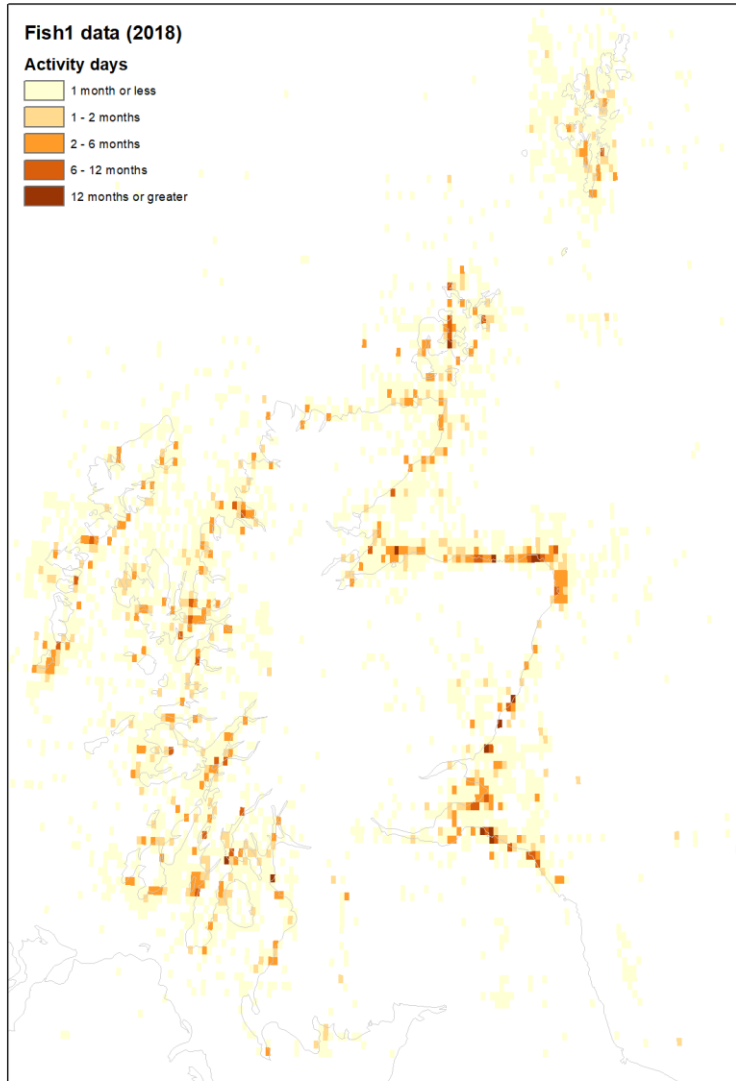 Fish1 data (2018)
Activity days
1 month or less
1 - 2 months
2 - 6 months
6 - 12 months
12 months or greater